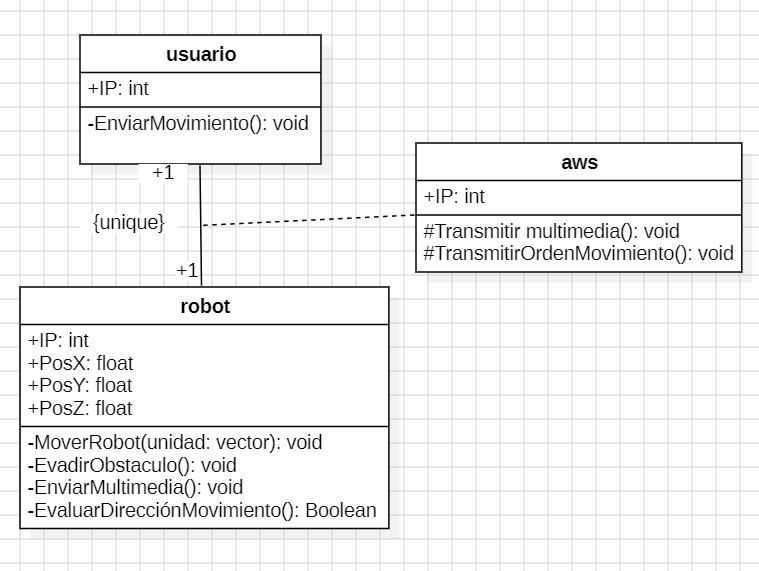 usuario
+IP: int
-EnviarMovimiento(): void
+1
{unique}
+1
aws
+IP: int
#Transmitir multimedia(): void
#TransmitirOrdenMovimiento(): void
robot
+IP: int
+PosX: float
+PosY: float
+PosZ: float
-MoverRobot(unidad: vector): void
-EvadirObstaculo(): void
-EnviarMultimedia(): void
-EvaluarDirecciónMovimiento(): Boolean